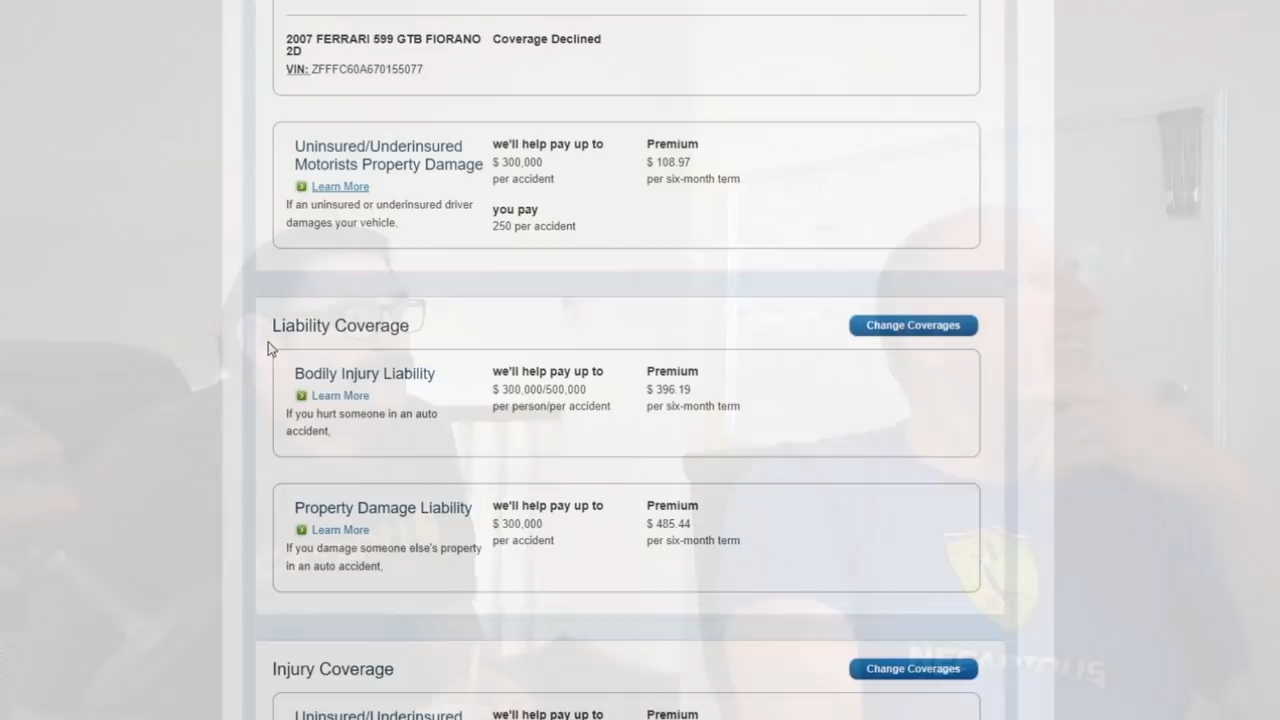 2007 FERRARI 599 GTB FIORANO
2D
Coverage Declined
VIN: ZFFFC60A670155077
Uninsured/Underinsured
Motorists Property Damage
Learn More
If an uninsured or underinsured driver
damages your vehicle.
we'll help pay up to
$ 300,000
per accident
you pay
250 per accident
Premium
$ 108.97
per six-month term
Liability Coverage
Change Coverages
Bodily Injury Liability
Learn More
If you hurt someone in an auto
accident.
we'll help pay up to
$ 300,000/500,000
per person/per accident
Premium
$ 396.19
per six-month term
Property Damage Liability
Learn More
If you damage someone else's property
in an auto accident.
we'll help pay up to
$ 300,000
per accident
Premium
$ 485.44
per six-month term
Injury Coverage
Change Coverages
Uninsured/Underinsured
we'll help pay up to
Premium